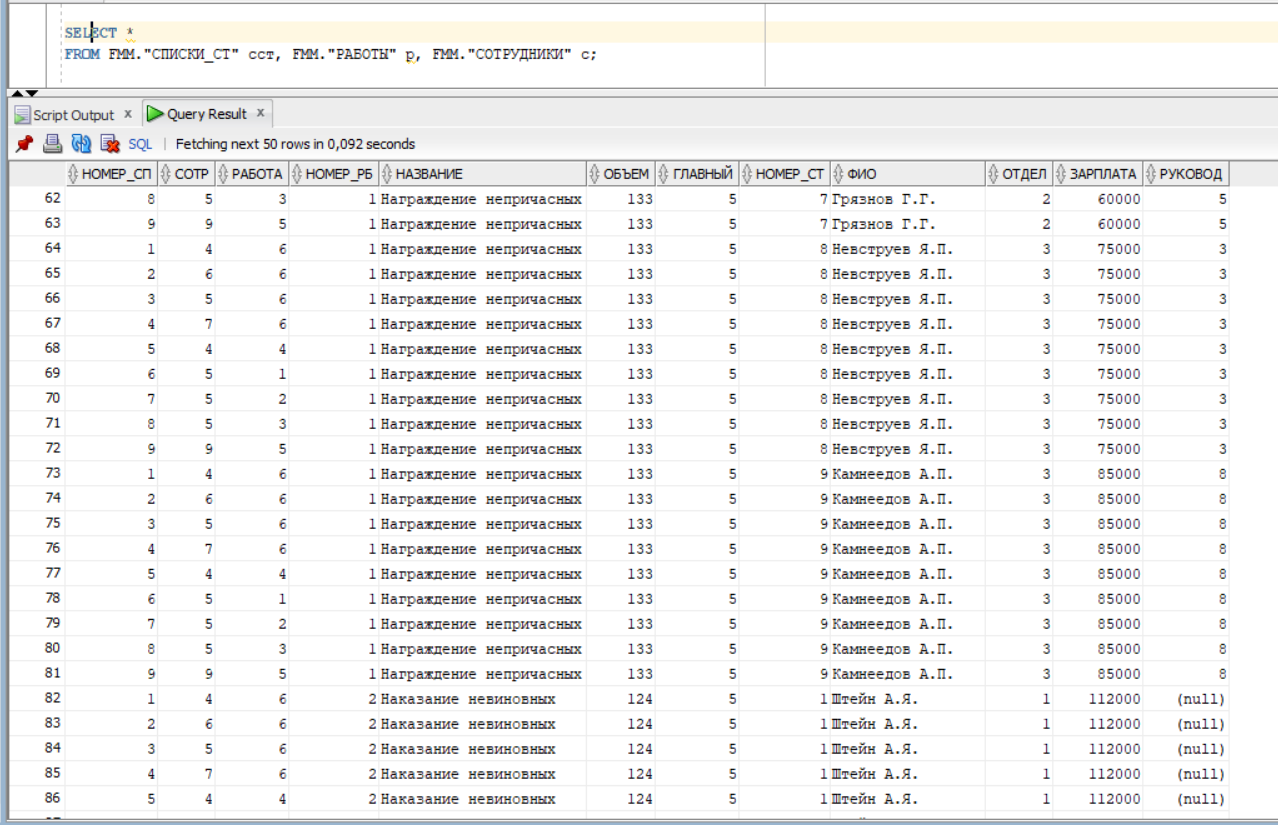 SELECT *
FROM FMM."СПИСКИ_СТ" сст, FMM."РАБОТЫ" р, FMM."СОТРУДНИКИ" с;
Script Output x Query Result x
SQL | Fetching next 50 rows in 0,092 seconds
НОМЕР_СП СОТР РАБОТА НОМЕР_РБ НАЗВАНИЕ ОБЪЕМ ГЛАВНЫЙ НОМЕР_СТ ФИО ОТДЕЛ ЗАРПЛАТА РУКОВОД
62 8 5 3 1 Награждение непричасных 133 5 7 Грязнов Г.Г. 2 60000 5
63 9 9 5 1 Награждение непричасных 133 5 7 Грязнов Г.Г. 2 60000 5
64 1 4 6 1 Награждение непричасных 133 5 8 Невструев Я.П. 3 75000 3
65 2 6 6 1 Награждение непричасных 133 5 8 Невструев Я.П. 3 75000 3
66 3 5 6 1 Награждение непричасных 133 5 8 Невструев Я.П. 3 75000 3
67 4 7 6 1 Награждение непричасных 133 5 8 Невструев Я.П. 3 75000 3
68 5 4 4 1 Награждение непричасных 133 5 8 Невструев Я.П. 3 75000 3
69 6 5 1 1 Награждение непричасных 133 5 8 Невструев Я.П. 3 75000 3
70 7 5 2 1 Награждение непричасных 133 5 8 Невструев Я.П. 3 75000 3
71 8 5 3 1 Награждение непричасных 133 5 8 Невструев Я.П. 3 75000 3
72 9 9 5 1 Награждение непричасных 133 5 8 Невструев Я.П. 3 75000 3
73 1 4 6 1 Награждение непричасных 133 5 9 Камнеедов А.П. 3 85000 8
74 2 6 6 1 Награждение непричасных 133 5 9 Камнеедов А.П. 3 85000 8
75 3 5 6 1 Награждение непричасных 133 5 9 Камнеедов А.П. 3 85000 8
76 4 7 6 1 Награждение непричасных 133 5 9 Камнеедов А.П. 3 85000 8
77 5 4 4 1 Награждение непричасных 133 5 9 Камнеедов А.П. 3 85000 8
78 6 5 1 1 Награждение непричасных 133 5 9 Камнеедов А.П. 3 85000 8
79 7 5 2 1 Награждение непричасных 133 5 9 Камнеедов А.П. 3 85000 8
80 8 5 3 1 Награждение непричасных 133 5 9 Камнеедов А.П. 3 85000 8
81 9 9 5 1 Награждение непричасных 133 5 9 Камнеедов А.П. 3 85000 8
82 1 4 6 2 Наказание невиновных 124 5 1 Штейн А.Я. 1 112000 (null)
83 2 6 6 2 Наказание невиновных 124 5 1 Штейн А.Я. 1 112000 (null)
84 3 5 6 2 Наказание невиновных 124 5 1 Штейн А.Я. 1 112000 (null)
85 4 7 6 2 Наказание невиновных 124 5 1 Штейн А.Я. 1 112000 (null)
86 5 4 4 2 Наказание невиновных 124 5 1 Штейн А.Я. 1 112000 (null)